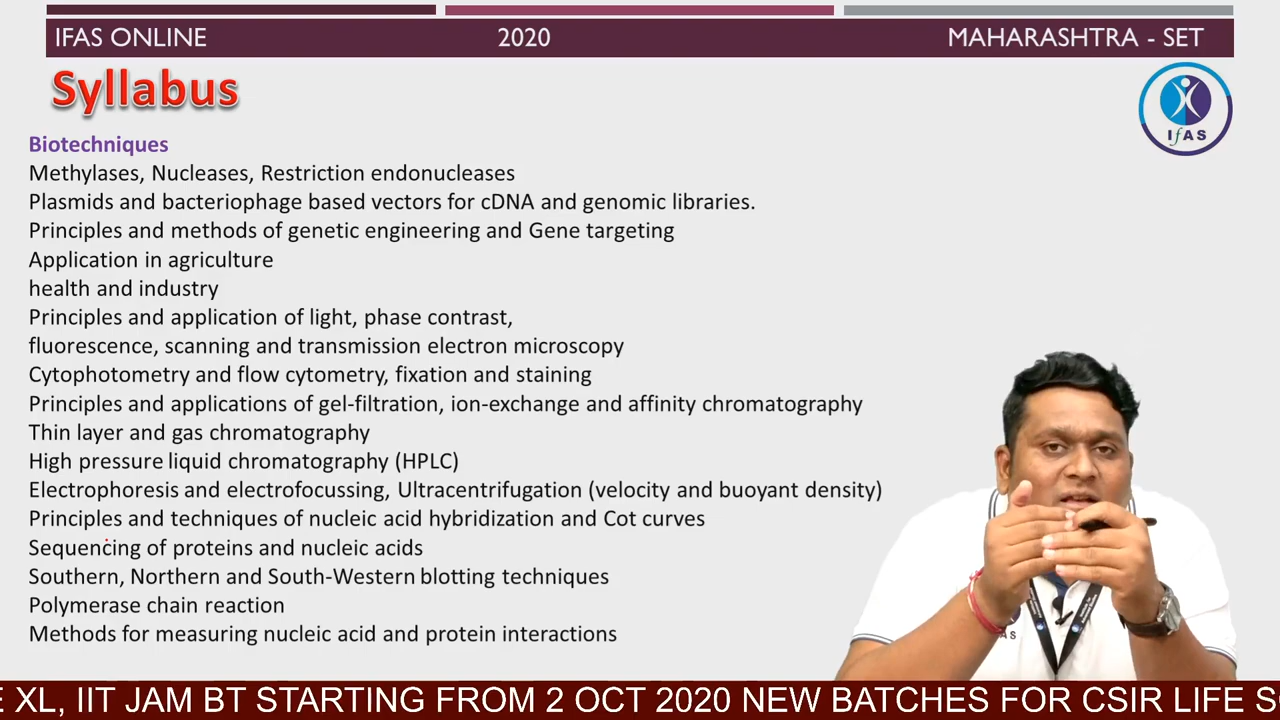 IFAS ONLINE 2020 MAHARASHTRA - SET
Syllabus
IfAS
Biotechniques
Methylases, Nucleases, Restriction endonucleases
Plasmids and bacteriophage based vectors for cDNA and genomic libraries.
Principles and methods of genetic engineering and Gene targeting
Application in agriculture
health and industry
Principles and application of light, phase contrast,
fluorescence, scanning and transmission electron microscopy
Cytophotometry and flow cytometry, fixation and staining
Principles and applications of gel-filtration, ion-exchange and affinity chromatography
Thin layer and gas chromatography
High pressure liquid chromatography (HPLC)
Electrophoresis and electrofocussing, Ultracentrifugation (velocity and buoyant density)
Principles and techniques of nucleic acid hybridization and Cot curves
Sequencing of proteins and nucleic acids
Southern, Northern and South-Western blotting techniques
Polymerase chain reaction
Methods for measuring nucleic acid and protein interactions
E XL, IIT JAM BT STARTING FROM 2 OCT 2020 NEW BATCHES FOR CSIR LIFE S